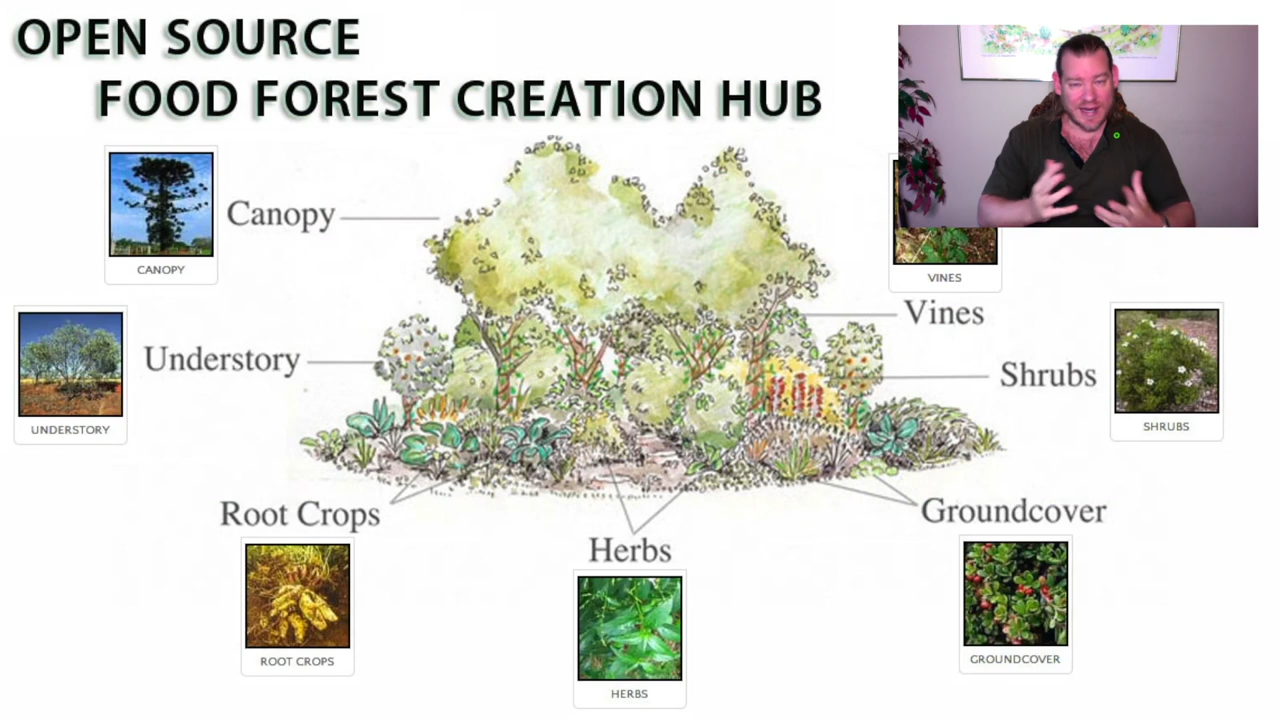 OPEN SOURCE
FOOD FOREST CREATION HUB
CANOPY
Canopy
VINES
Vines
UNDERSTORY
Understory
Shrubs
SHRUBS
Root Crops
ROOT CROPS
Herbs
HERBS
Groundcover
GROUNDCOVER